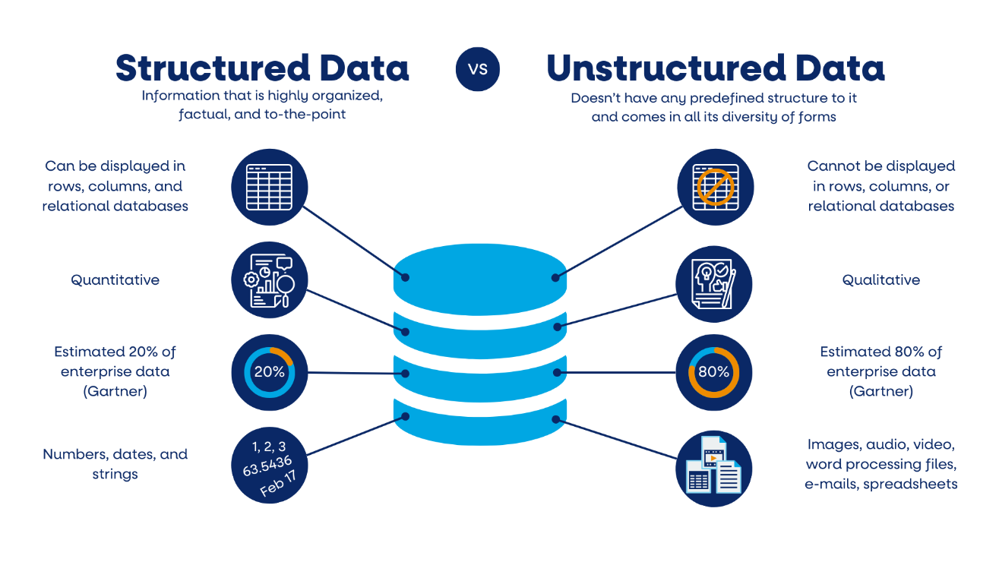 Structured Data
VS
Unstructured Data
Information that is highly organized,
factual, and to-the-point
Doesn't have any predefined structure to it
and comes in all its diversity of forms
Can be displayed in
rows, columns, and
relational databases
Cannot be displayed
in rows, columns, or
relational databases
Quantitative
Qualitative
Estimated 20% of
enterprise data
(Gartner)
20%
80%
Estimated 80% of
enterprise data
(Gartner)
Numbers, dates, and
strings
1, 2, 3
63.5436
Feb 17
Images, audio, video,
word processing files,
e-mails, spreadsheets